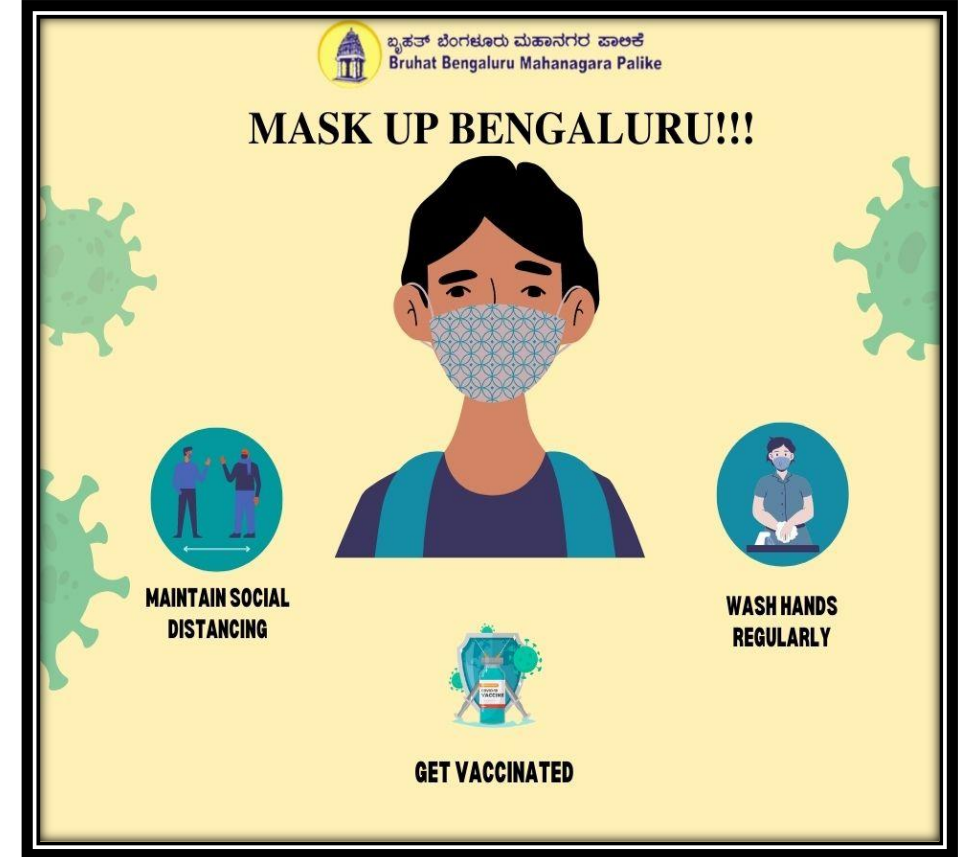 ಬೃಹತ್ ಬೆಂಗಳೂರು ಮಹಾನಗರ ಪಾಲಿಕೆ
Bruhat Bengaluru Mahanagara Palike
MASK UP BENGALURU!!!
MAINTAIN SOCIAL
DISTANCING
WASH HANDS
REGULARLY
VACCINE
GET VACCINATED